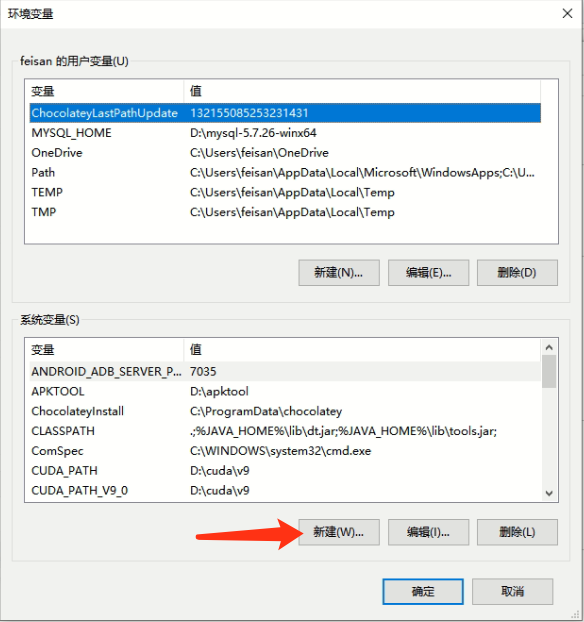 环境变量
feisan 的用户变量(U)
变量 值
ChocolateyLastPathUpdate 132155085253231431
MYSQL_HOME D:\mysql-5.7.26-winx64
OneDrive C:\Users\feisan\OneDrive
Path C:\Users\feisan\AppData\Local\Microsoft\WindowsApps;C:\U...
TEMP C:\Users\feisan\AppData\Local\Temp
TMP C:\Users\feisan\AppData\Local\Temp
新建(N)... 编辑(E)... 删除(D)
系统变量(S)
变量 值
ANDROID_ADB_SERVER_P... 7035
APKTOOL D:\apktool
ChocolateyInstall C:\ProgramData\chocolatey
CLASSPATH .;%JAVA_HOME%\lib\dt.jar;%JAVA_HOME%\lib\tools.jar;
ComSpec C:\WINDOWS\system32\cmd.exe
CUDA_PATH D:\cuda\v9
CUDA_PATH_V9_0 D:\cuda\v9
新建(W)... 编辑(I)... 删除(L)
确定 取消